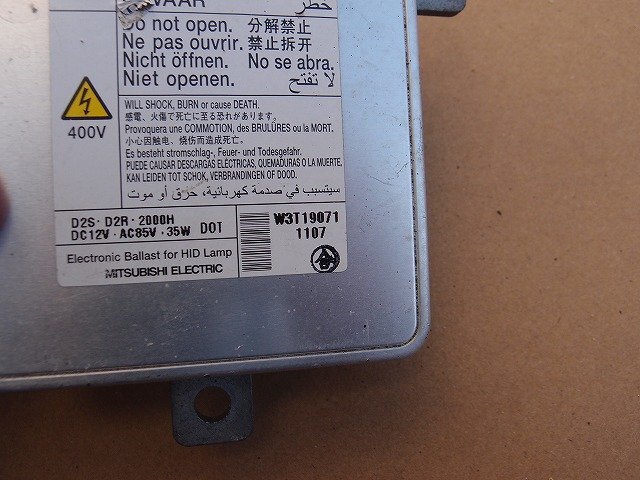 VAAR خطر
Do not open. 分解禁止
Ne pas ouvrir. 禁止拆开
Nicht öffnen. No se abra.
Niet openen. لا تفتح
400V
WILL SHOCK, BURN or cause DEATH.
感電、火傷で死亡に至る恐れがあります
Provoquera une COMMOTION, des BRULÛRES ou la MORT.
小心因触电、烧伤而造成死亡。
Es besteht stromschlag-, Feuer- und Todesgefahr.
PUEDE CAUSAR DESCARGAS ELÉCTRICAS, QUEMADURAS O LA MUERTE.
KAN LEIDEN TOT SCHOK, VERBRANDINGEN OF DOOD.
سيتسبب في صدمة كهربائية، حرق أو موت
D2S · D2R · 2000H
DC12V · AC85V · 35W DOT
W3T19071
1107
Electronic Ballast for HID Lamp
MITSUBISHI ELECTRIC